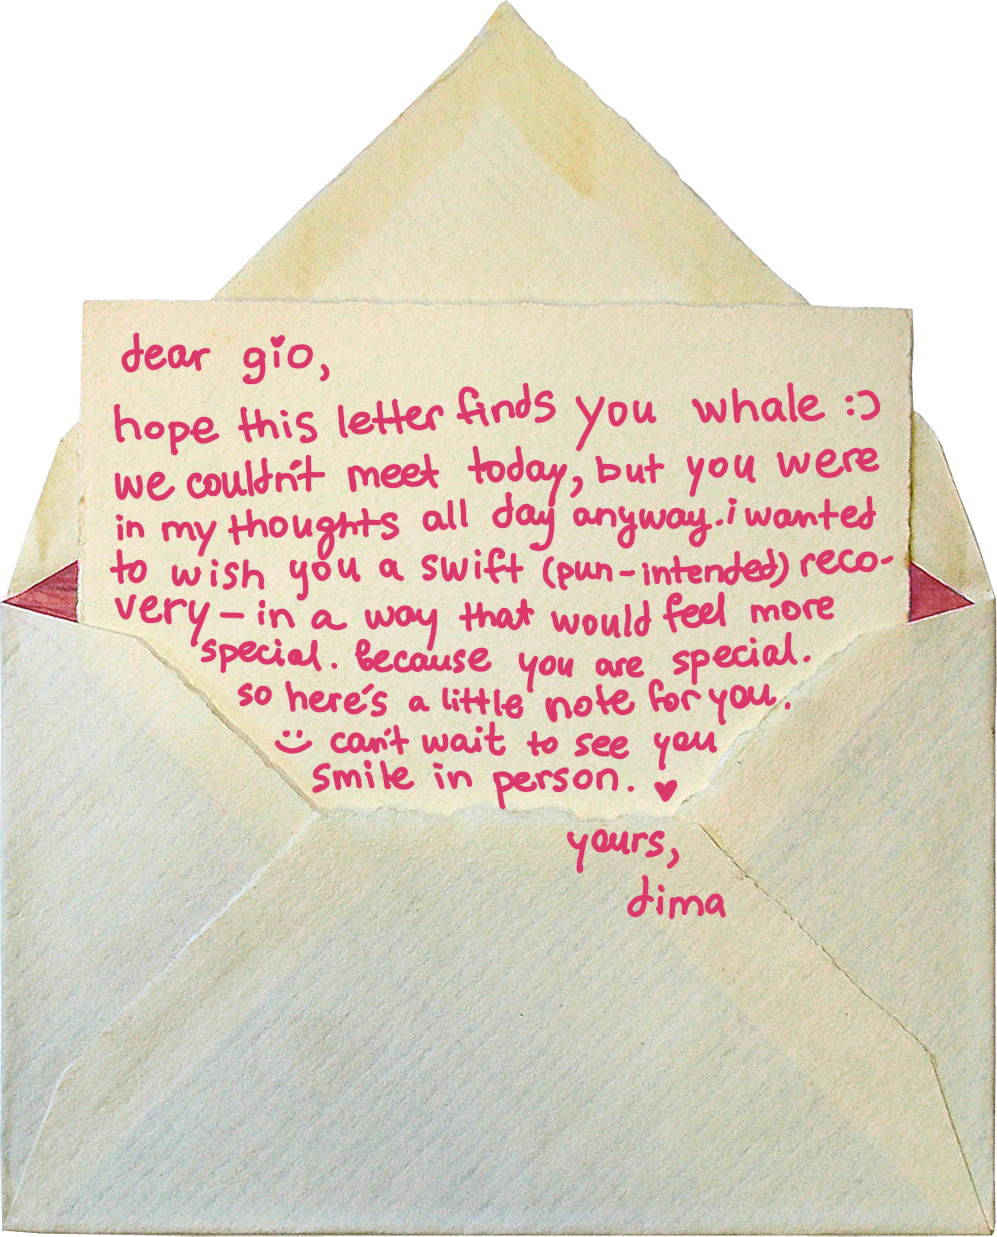 dear gio,
hope this letter finds you whale :)
we couldn't meet today, but you were
in my thoughts all day anyway. i wanted
to wish you a swift (pun-intended) reco-
very - in a way that would feel more
special. because you are special.
so here's a little note for you.
:) can't wait to see you
smile in person. ♥
yours,
dima